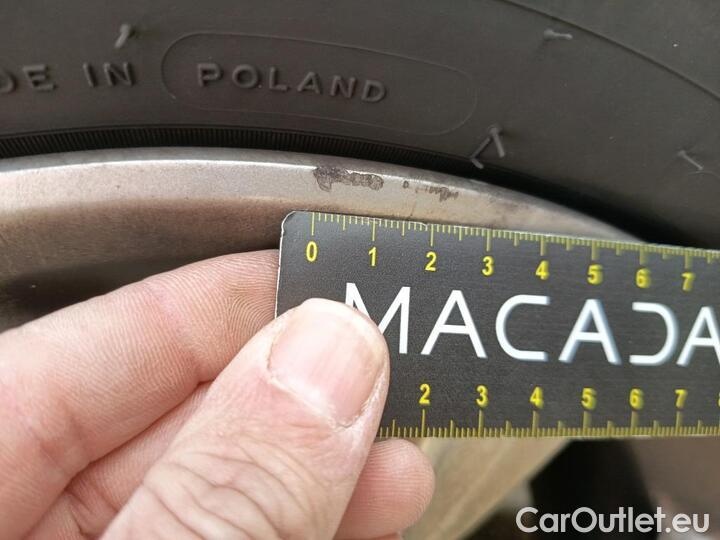 DE IN POLAND
0 1 2 3 4 5 6 7
MACADA
2 3 4 5 6 7 8
CarOutlet.eu